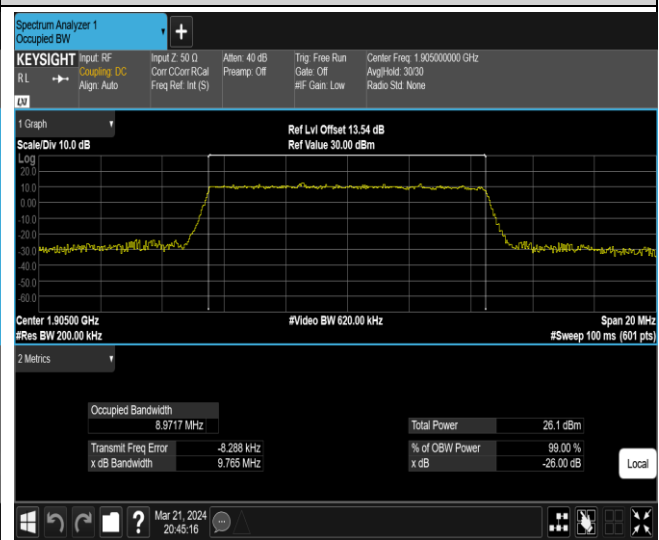 Spectrum Analyzer 1
Occupied BW
+
KEYSIGHT
RL
LXI
Input: RF
Coupling: DC
Align: Auto
Input Z: 50 Ω
Corr CCorr RCal
Freq Ref: Int (S)
Atten: 40 dB
Preamp: Off
Trig: Free Run
Gate: Off
#IF Gain: Low
Center Freq: 1.905000000 GHz
Avg|Hold: 30/30
Radio Std: None
1 Graph
Scale/Div 10.0 dB
Ref Lvl Offset 13.54 dB
Ref Value 30.00 dBm
Log
20.0
10.0
0.00
-10.0
-20.0
-30.0
-40.0
-50.0
-60.0
Center 1.90500 GHz
#Video BW 620.00 kHz
Span 20 MHz
#Res BW 200.00 kHz
#Sweep 100 ms (601 pts)
2 Metrics
Occupied Bandwidth
8.9717 MHz
Total Power 26.1 dBm
Transmit Freq Error -8.288 kHz
% of OBW Power 99.00 %
x dB Bandwidth 9.765 MHz
x dB -26.00 dB
Local
?
Mar 21, 2024
20:45:16